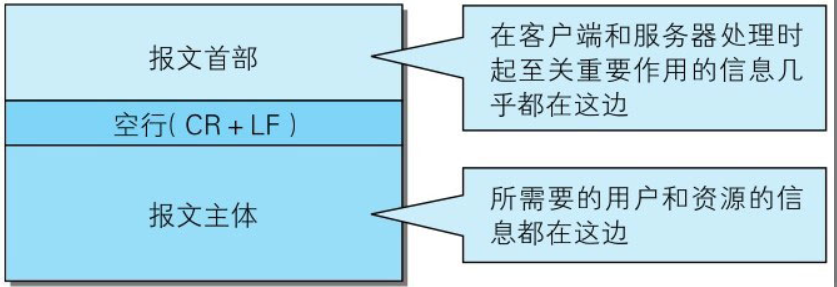 报文首部
在客户端和服务器处理时
起至关重要作用的信息几
乎都在这边
空行( CR + LF )
报文主体
所需要的用户和资源的信
息都在这边